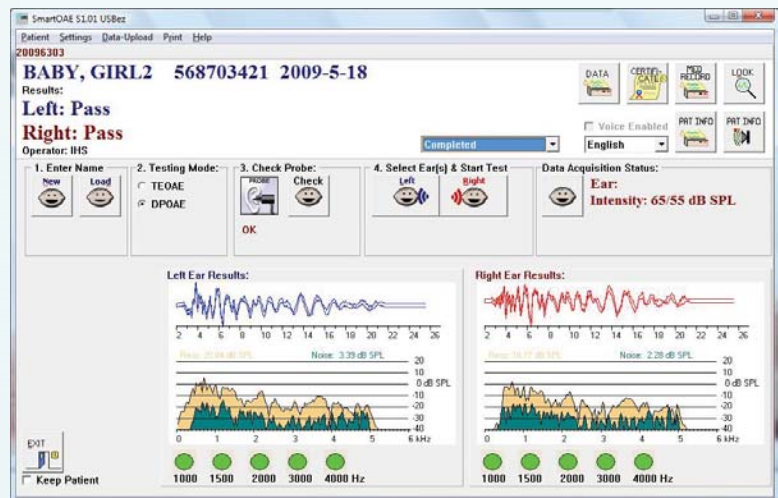 SmartOAE S1.01 USBez
Patient Settings Data-Upload Print Help
20096303
BABY, GIRL2 568703421 2009-5-18
Results:
Left: Pass
Right: Pass
Operator: IHS
DATA CERTIFI-CATE MED RECORD LOOK
Voice Enabled PAT INFO PAT INFO
Completed English
1. Enter Name 2. Testing Mode: 3. Check Probe: 4. Select Ear(s) & Start Test Data Acquisition Status:
New Load TEOAE PROBE Check Left Right Ear:
DPOAE Intensity: 65/55 dB SPL
OK
Left Ear Results:
2 4 6 8 10 12 14 16 18 20 22 24 26
Noise: 3.39 dB SPL
20
10
0 dB SPL
-10
-20
-30
-40
0 1 2 3 4 5 6 kHz
1000 1500 2000 3000 4000 Hz
Right Ear Results:
2 4 6 8 10 12 14 16 18 20 22 24 26
Noise: 2.28 dB SPL
20
10
0 dB SPL
-10
-20
-30
-40
0 1 2 3 4 5 6 kHz
1000 1500 2000 3000 4000 Hz
EXIT
Keep Patient